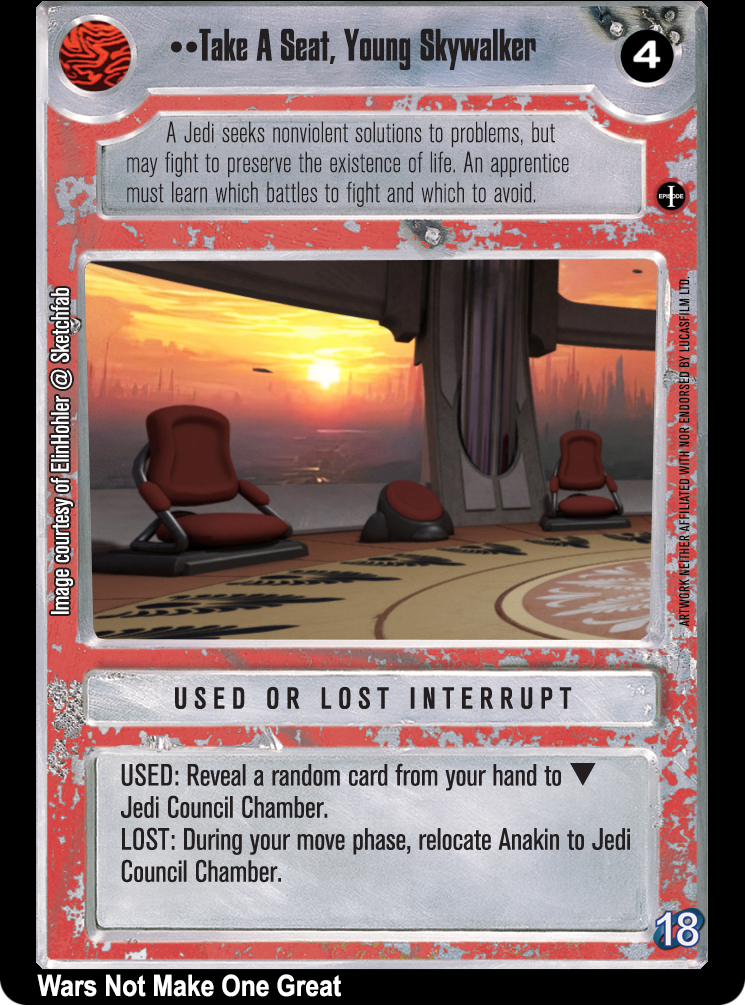 ••Take A Seat, Young Skywalker
4
A Jedi seeks nonviolent solutions to problems, but
may fight to preserve the existence of life. An apprentice
must learn which battles to fight and which to avoid.
EPISODE
I
Image courtesy of ElinHohler @ Sketchfab
ARTWORK NEITHER AFFILIATED WITH NOR ENDORSED BY LUCASFILM LTD.
USED OR LOST INTERRUPT
USED: Reveal a random card from your hand to ▼
Jedi Council Chamber.
LOST: During your move phase, relocate Anakin to Jedi
Council Chamber.
18
Wars Not Make One Great